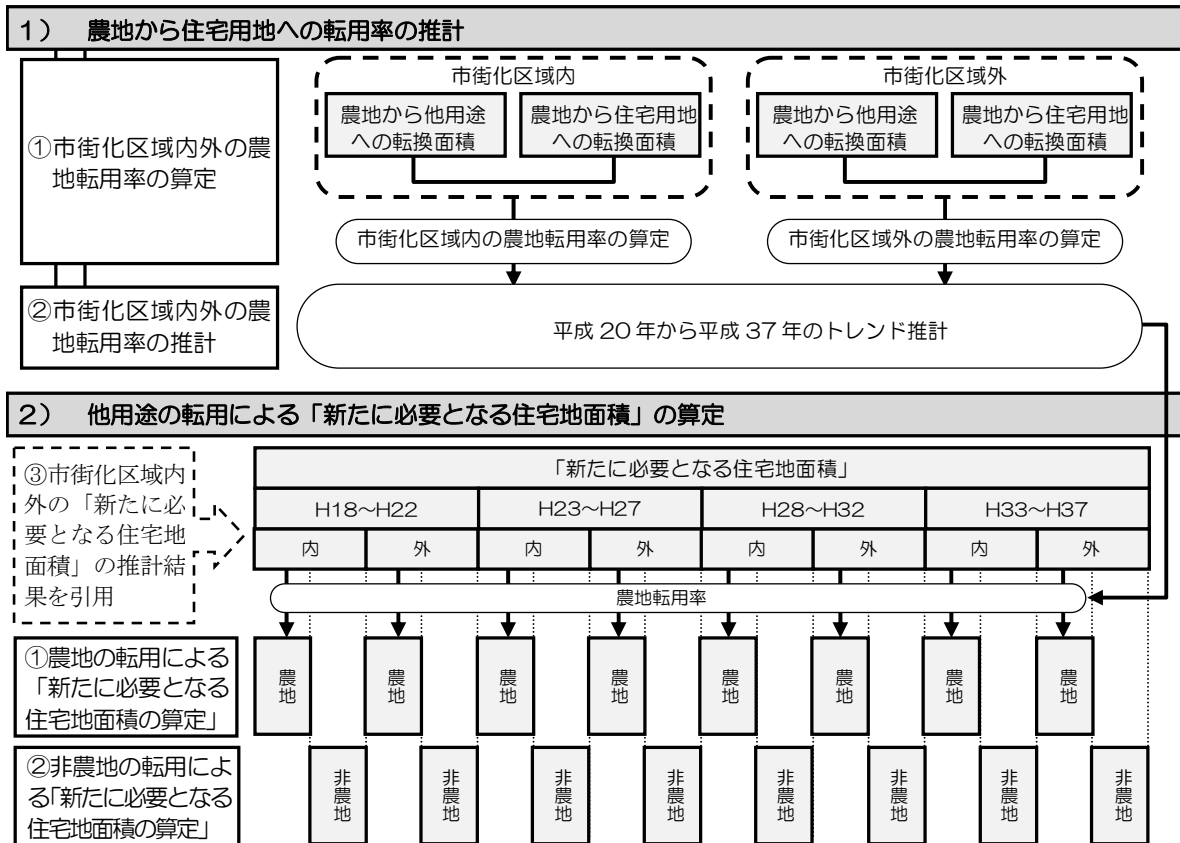 １） 農地から住宅用地への転用率の推計
①市街化区域内外の農
地転用率の算定
市街化区域内
農地から他用途
への転換面積
農地から住宅用地
への転換面積
市街化区域外
農地から他用途
への転換面積
農地から住宅用地
への転換面積
市街化区域内の農地転用率の算定
市街化区域外の農地転用率の算定
②市街化区域内外の農
地転用率の推計
平成 20 年から平成 37 年のトレンド推計
２） 他用途の転用による「新たに必要となる住宅地面積」の算定
③市街化区域内
外の「新たに必
要となる住宅地
面積」の推計結
果を引用
「新たに必要となる住宅地面積」
H18～H22 H23～H27 H28～H32 H33～H37
内 外 内 外 内 外 内 外
農地転用率
①農地の転用による
「新たに必要となる
住宅地面積の算定」
農地 農地 農地 農地 農地 農地 農地 農地
②非農地の転用によ
る「新たに必要となる
住宅地面積の算定」
非農地 非農地 非農地 非農地 非農地 非農地 非農地 非農地